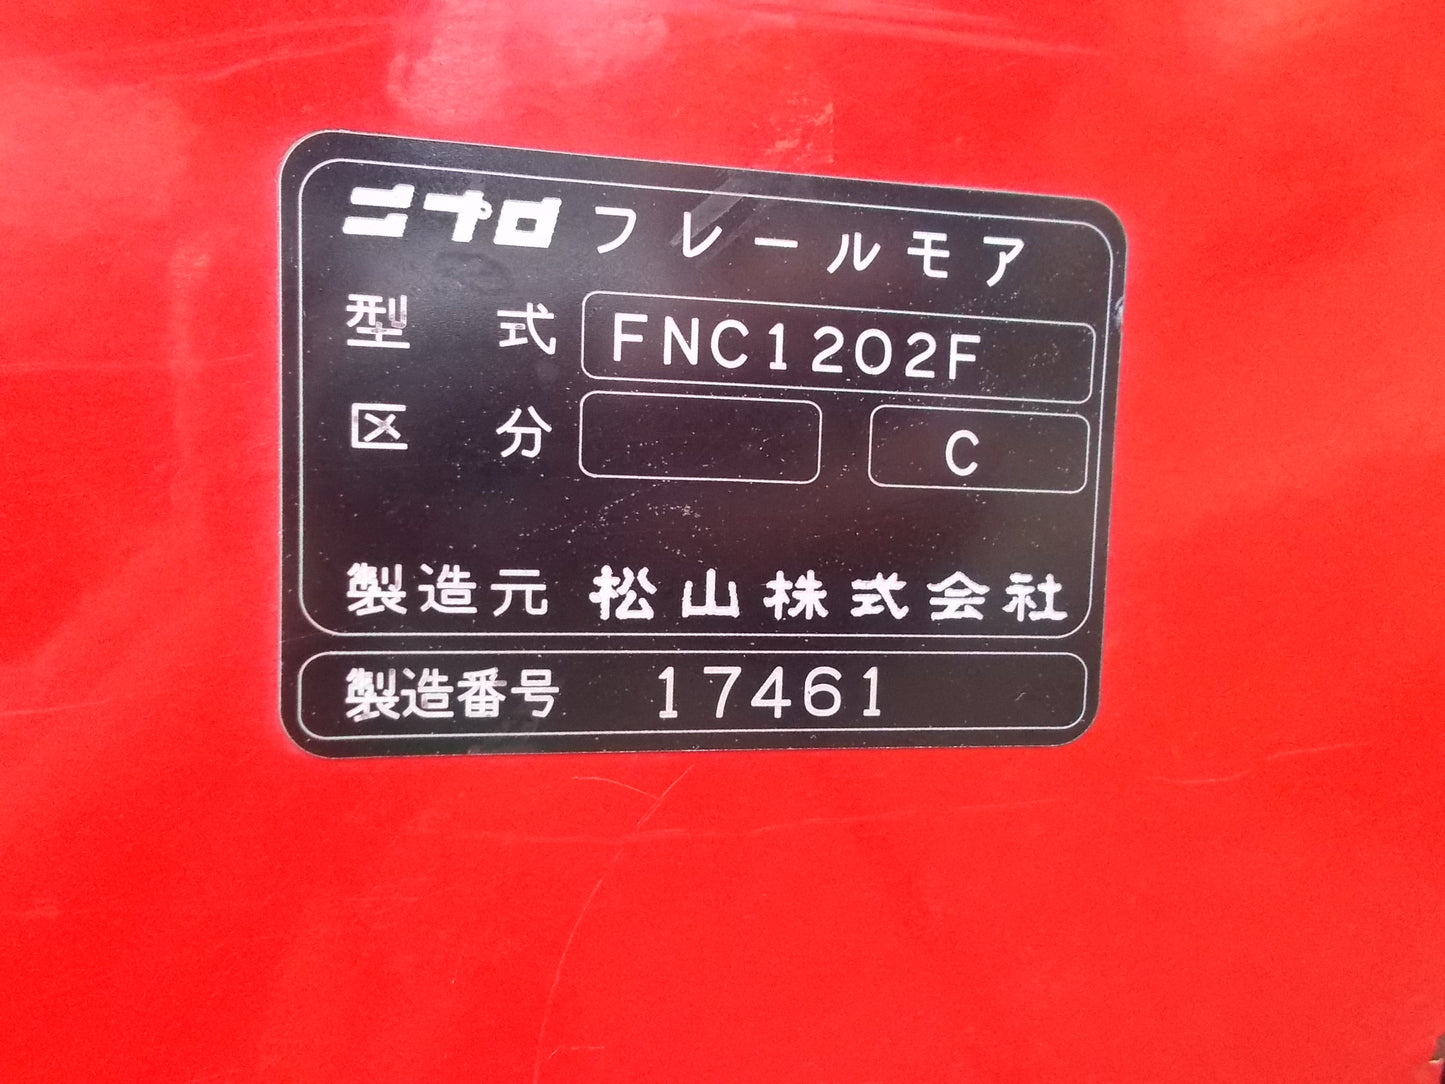 ニプロ フレールモア
型式 FNC1202F
区分 C
製造元 松山株式会社
製造番号 17461